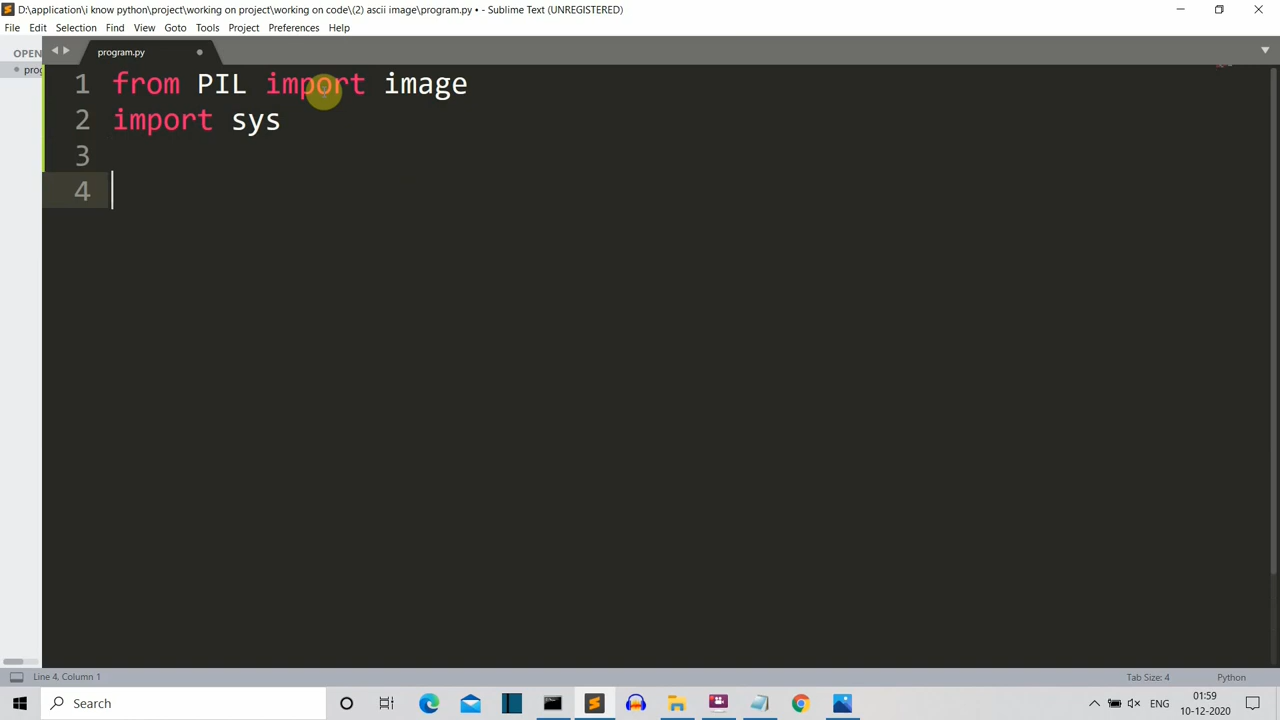 D:\application\i know python\project\working on project\working on code\(2) ascii image\program.py • - Sublime Text (UNREGISTERED)
File Edit Selection Find View Goto Tools Project Preferences Help
OPEN
program.py
prog
1 from PIL import image
2 import sys
3
4
Line 4, Column 1
Tab Size: 4
Python
Search
ENG
01:59
10-12-2020